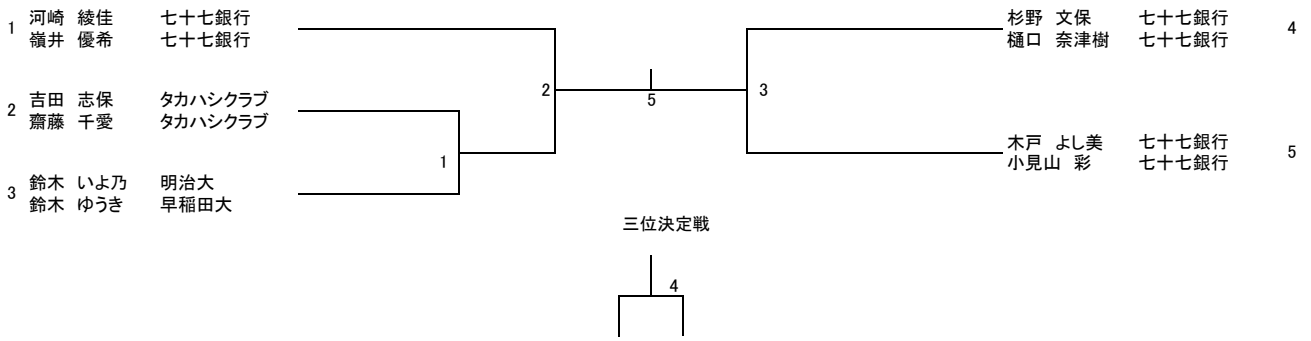 1 河崎 綾佳 七十七銀行
嶺井 優希 七十七銀行
2 吉田 志保 タカハシクラブ
齋藤 千愛 タカハシクラブ
3 鈴木 いよ乃 明治大
鈴木 ゆうき 早稲田大
1
2
5
3
杉野 文保 七十七銀行 4
樋口 奈津樹 七十七銀行
木戸 よし美 七十七銀行 5
小見山 彩 七十七銀行
三位決定戦
4